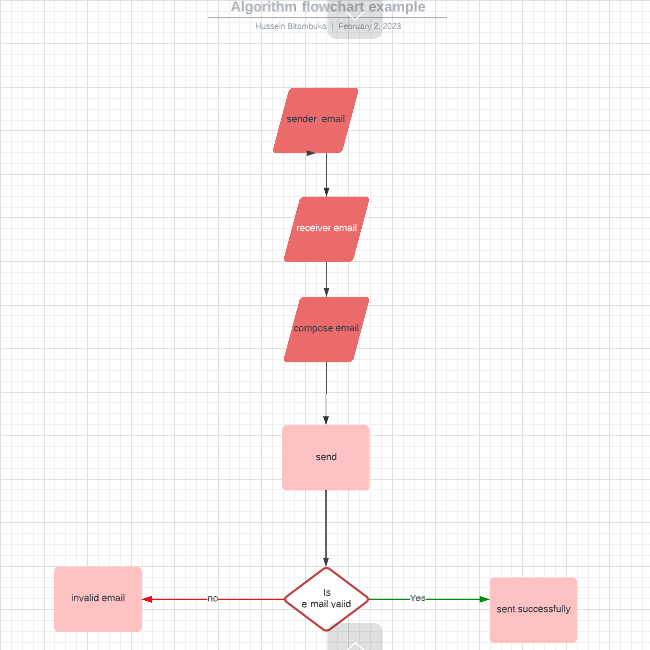 Algorithm flowchart example
Hussein Bitambuka | February 2, 2023
sender email
receiver email
compose email
send
Is
e mail valid
no
Yes
invalid email
sent successfully